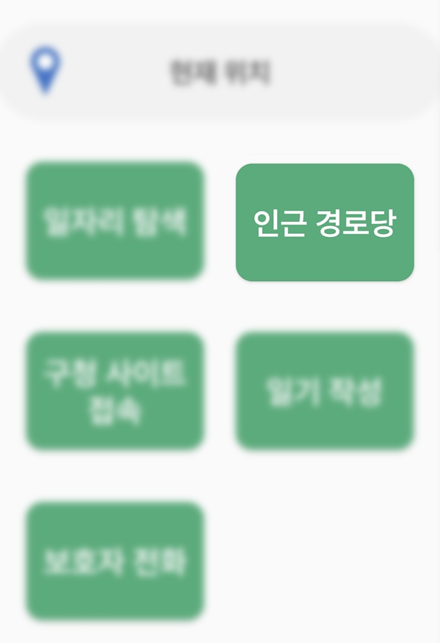 현재 위치
일자리 탐색
인근 경로당
구청 사이트
접속
일기 작성
보호자 전화